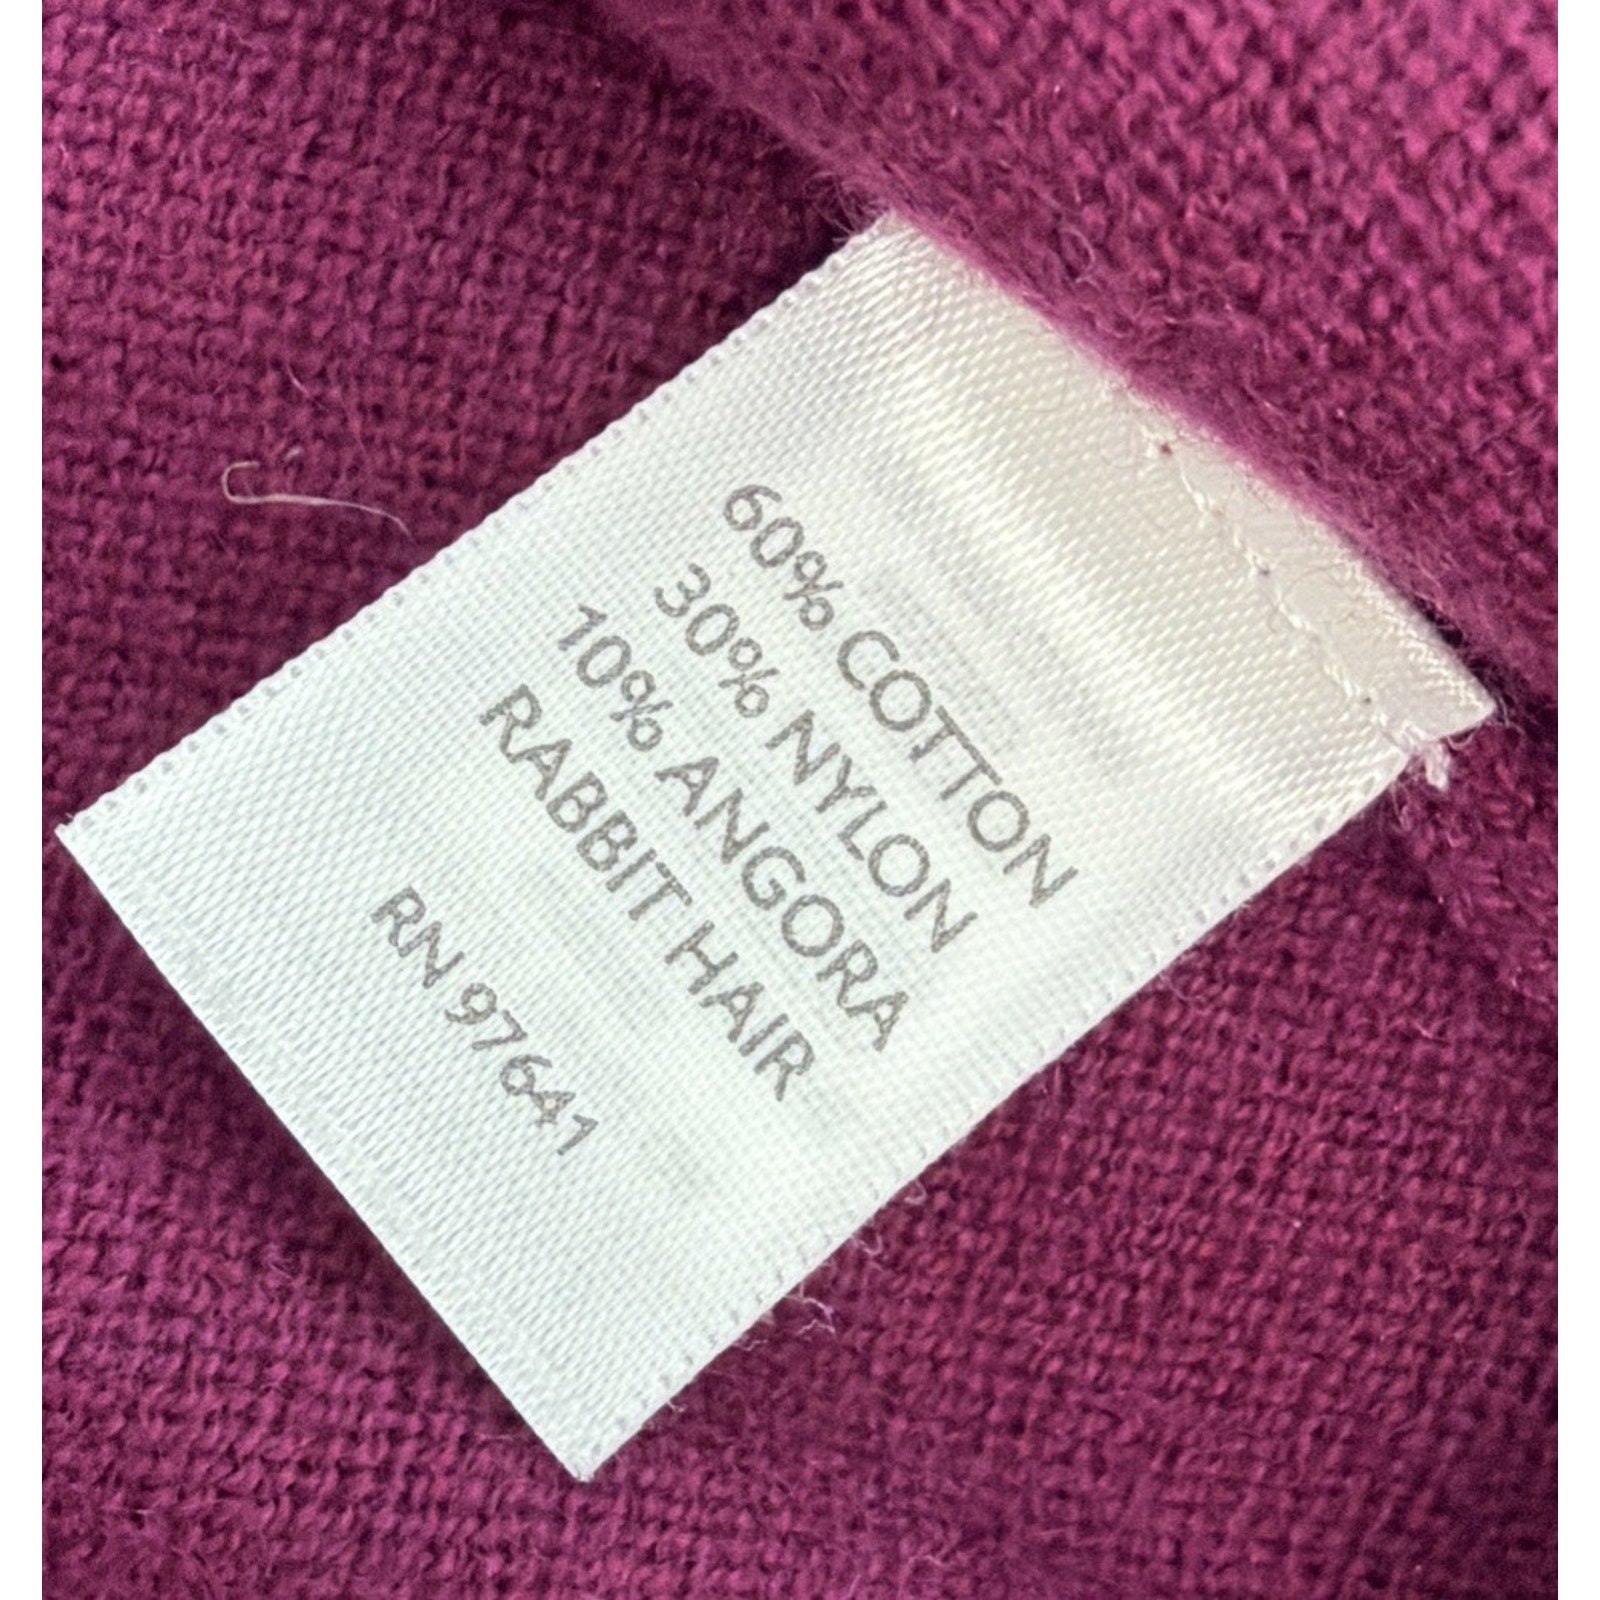 60% COTTON
30% NYLON
10% ANGORA
RABBIT HAIR
RN 97641